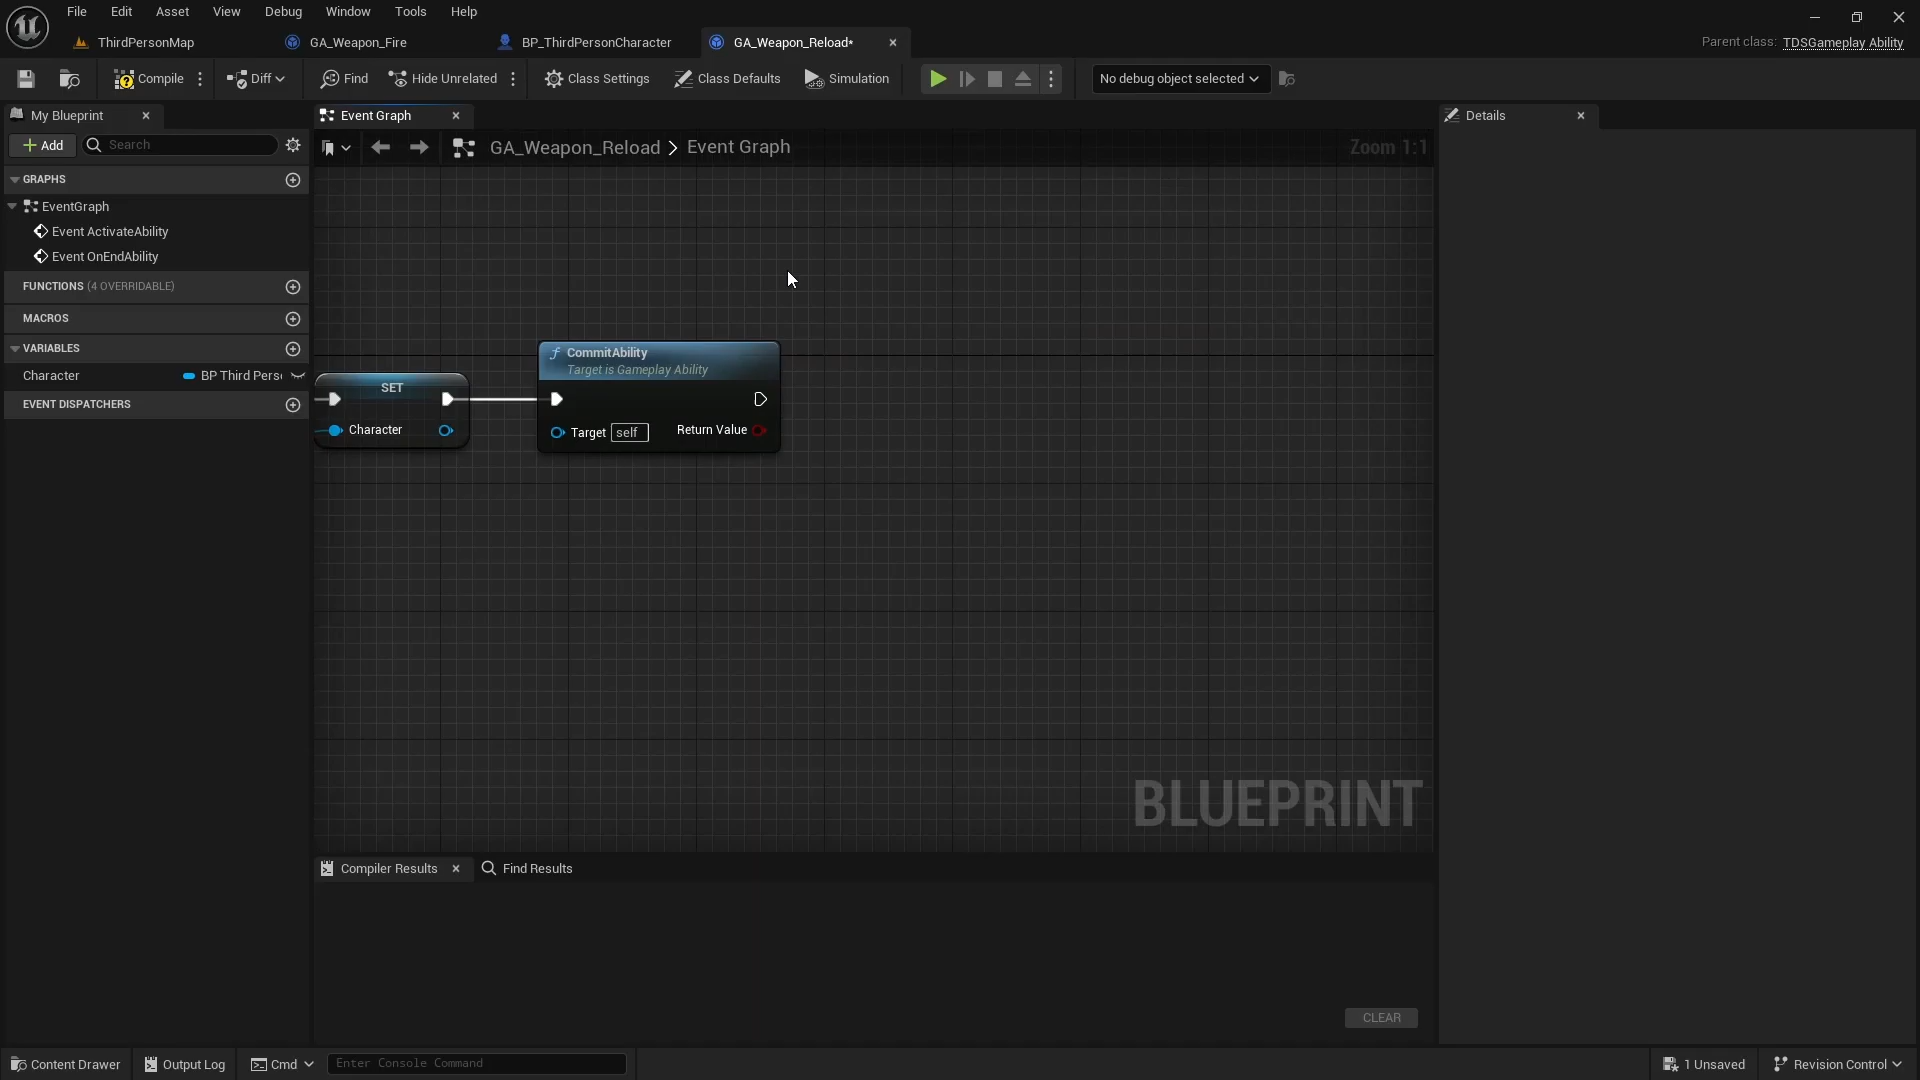 File Edit Asset View Debug Window Tools Help
ThirdPersonMap GA_Weapon_Fire BP_ThirdPersonCharacter GA_Weapon_Reload* Parent class: TDSGameplay Ability
Compile Diff Find Hide Unrelated Class Settings Class Defaults Simulation No debug object selected
My Blueprint Event Graph Details
Add Search GA_Weapon_Reload > Event Graph Zoom 1:1
GRAPHS
EventGraph
Event ActivateAbility
Event OnEndAbility
FUNCTIONS (4 OVERRIDABLE)
MACROS
VARIABLES
Character BP Third Pers
EVENT DISPATCHERS
SET
Character
f CommitAbility
Target is Gameplay Ability
Target self Return Value
BLUEPRINT
Compiler Results Find Results
CLEAR
Content Drawer Output Log Cmd Enter Console Command 1 Unsaved Revision Control